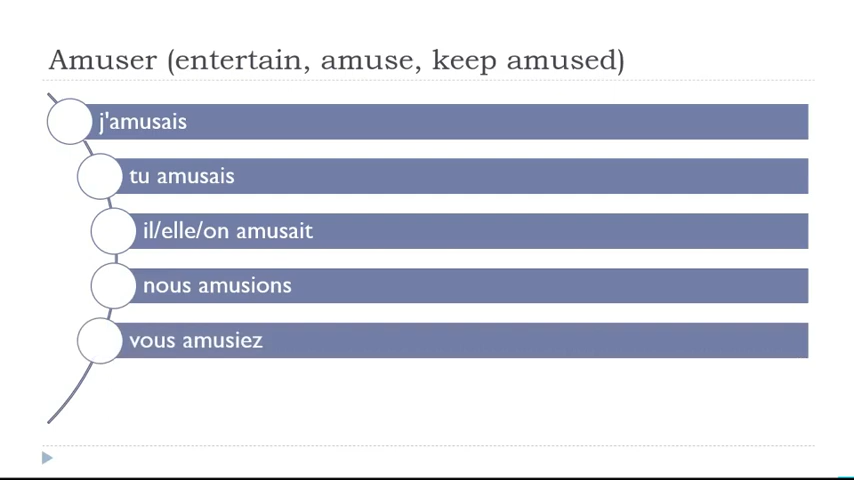 Amuser (entertain, amuse, keep amused)
j'amusais
tu amusais
il/elle/on amusait
nous amusions
vous amusiez